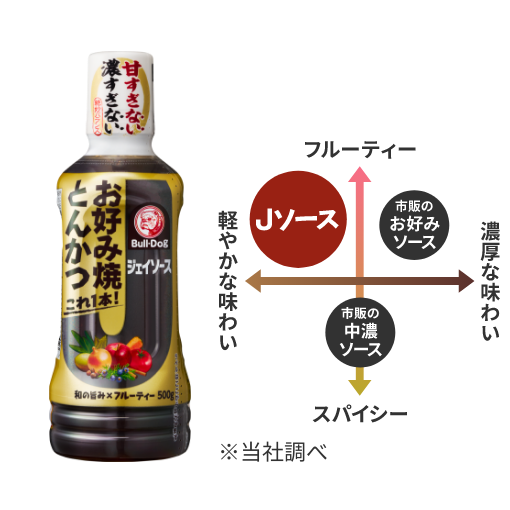 甘すぎない
濃すぎない
Bull-Dog
ジェイソース
お好み焼
とんかつ
これ1本!
和の旨み×フルーティー 500g
フルーティー
軽やかな味わい
Jソース
市販の
お好み
ソース
濃厚な味わい
市販の
中濃
ソース
スパイシー
※当社調べ